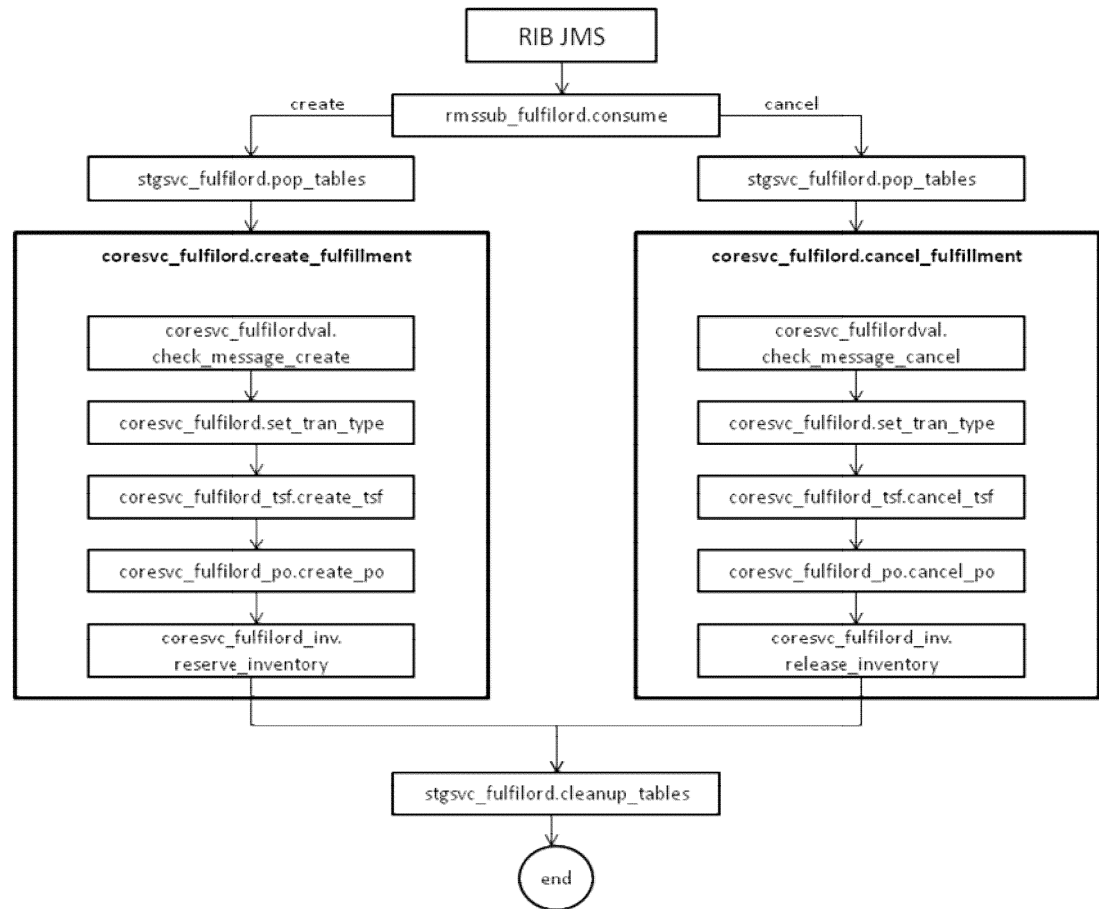 RIB JMS
create
rmssub_fulfilord.consume
cancel
stgsvc_fulfilord.pop_tables
stgsvc_fulfilord.pop_tables
coresvc_fulfilord.create_fulfillment
coresvc_fulfilordval.
check_message_create
coresvc_fulfilord.set_tran_type
coresvc_fulfilord_tsf.create_tsf
coresvc_fulfilord_po.create_po
coresvc_fulfilord_inv.
reserve_inventory
coresvc_fulfilord.cancel_fulfillment
coresvc_fulfilordval.
check_message_cancel
coresvc_fulfilord.set_tran_type
coresvc_fulfilord_tsf.cancel_tsf
coresvc_fulfilord_po.cancel_po
coresvc_fulfilord_inv.
release_inventory
stgsvc_fulfilord.cleanup_tables
end